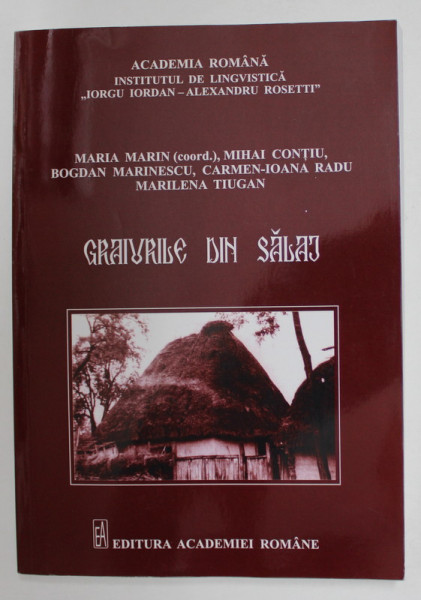 ACADEMIA ROMÂNĂ
INSTITUTUL DE LINGVISTICĂ
„IORGU IORDAN – ALEXANDRU ROSETTI”
MARIA MARIN (coord.), MIHAI CONȚIU,
BOGDAN MARINESCU, CARMEN-IOANA RADU
MARILENA TIUGAN
GRAIURILE DIN SĂLAJ
EA EDITURA ACADEMIEI ROMÂNE